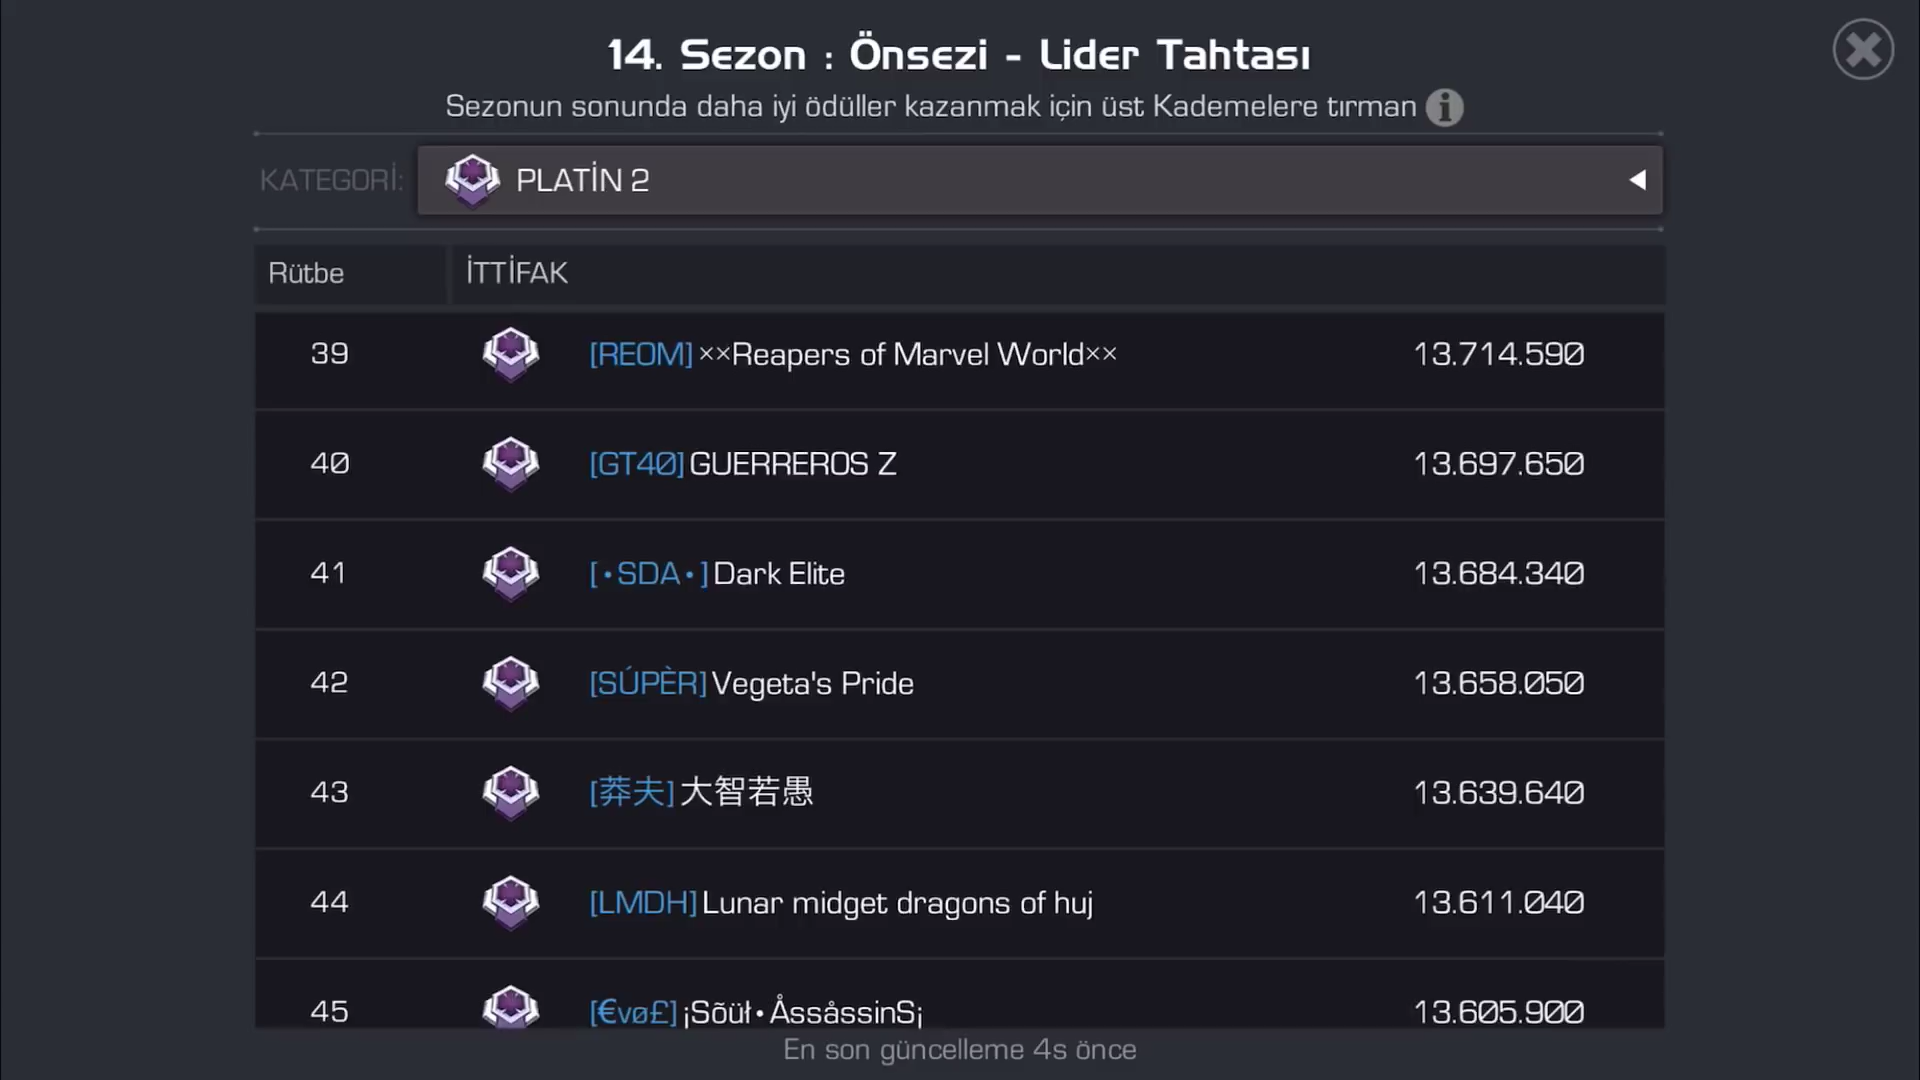 14. Sezon : Önsezi - Lider Tahtası
Sezonun sonunda daha iyi ödüller kazanmak için üst Kademelere tırman
KATEGORİ: PLATİN 2
Rütbe İTTİFAK
39 [REOM] ××Reapers of Marvel World×× 13.714.590
40 [GT40] GUERREROS Z 13.697.650
41 [•SDA•] Dark Elite 13.684.340
42 [SÚPÈR] Vegeta's Pride 13.658.050
43 [莽夫] 大智若愚 13.639.640
44 [LMDH] Lunar midget dragons of huj 13.611.040
45 [€vø£] ¡Sõüł•ÅssåssinS¡ 13.605.900
En son güncelleme 4s önce